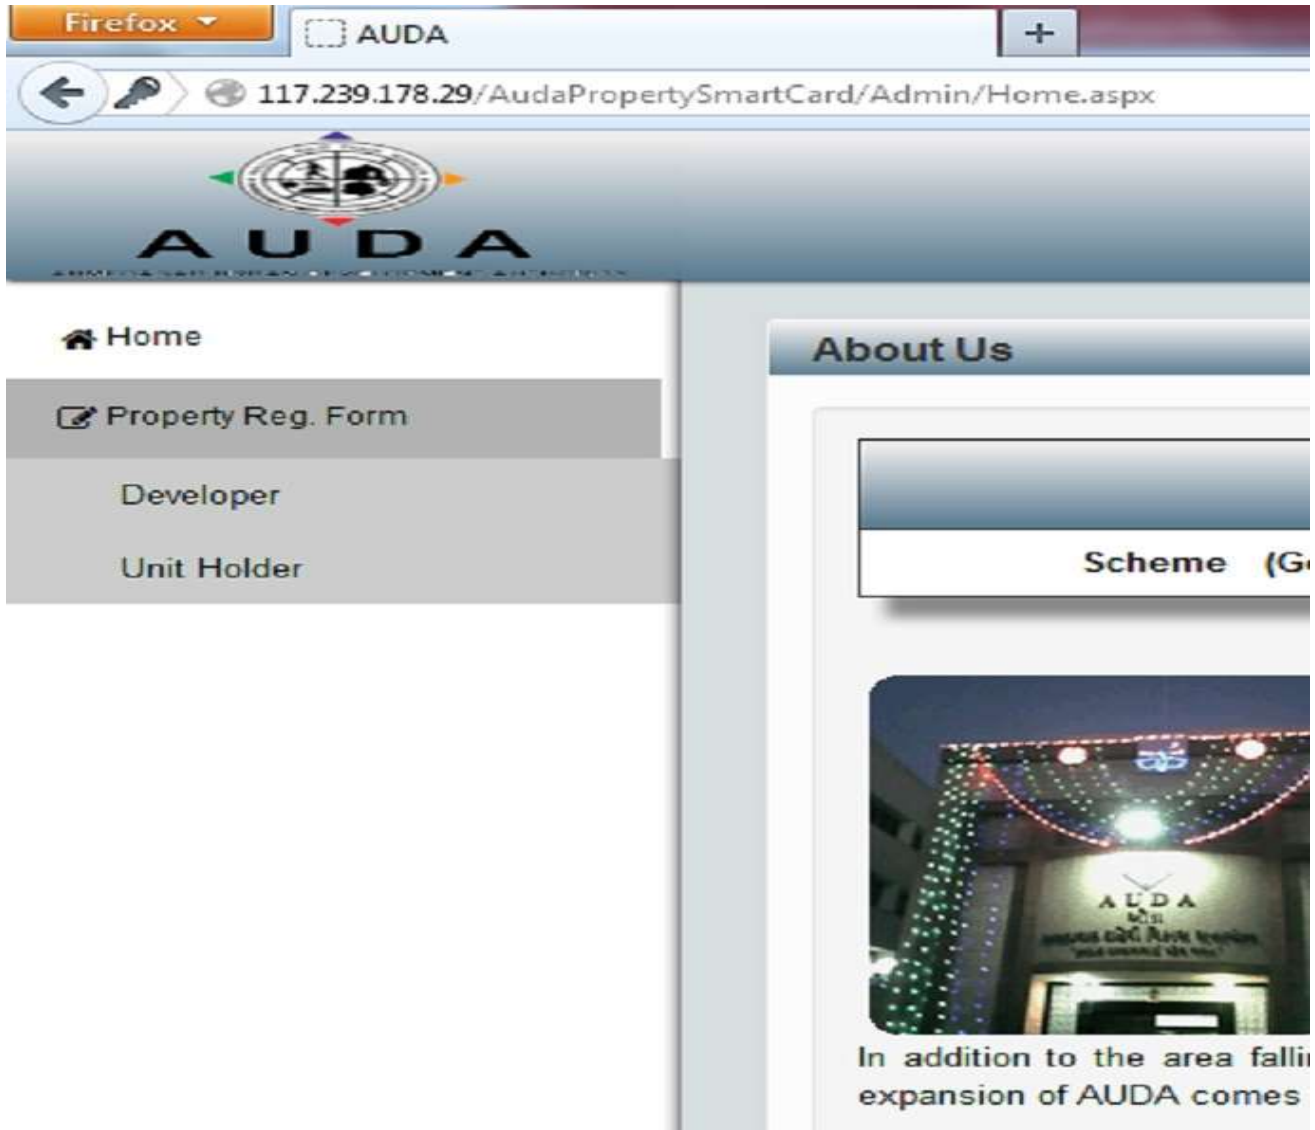 Firefox
AUDA
117.239.178.29/AudaPropertySmartCard/Admin/Home.aspx
AUDA
Home
Property Reg. Form
Developer
Unit Holder
About Us
Scheme (G
AUDA
In addition to the area falli
expansion of AUDA comes